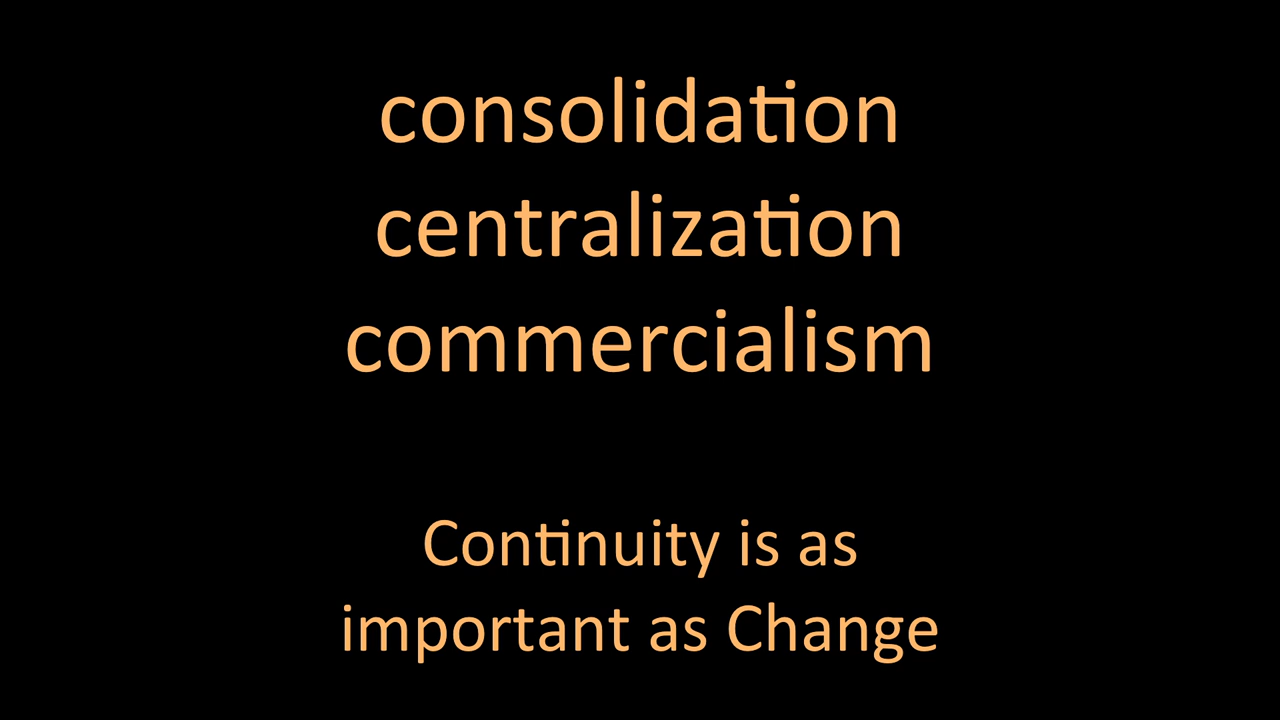 consolidation
centralization
commercialism
Continuity is as
important as Change